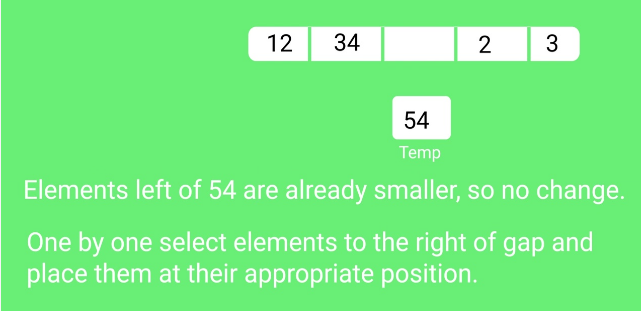 12 34 2 3
54
Temp
Elements left of 54 are already smaller, so no change.
One by one select elements to the right of gap and
place them at their appropriate position.